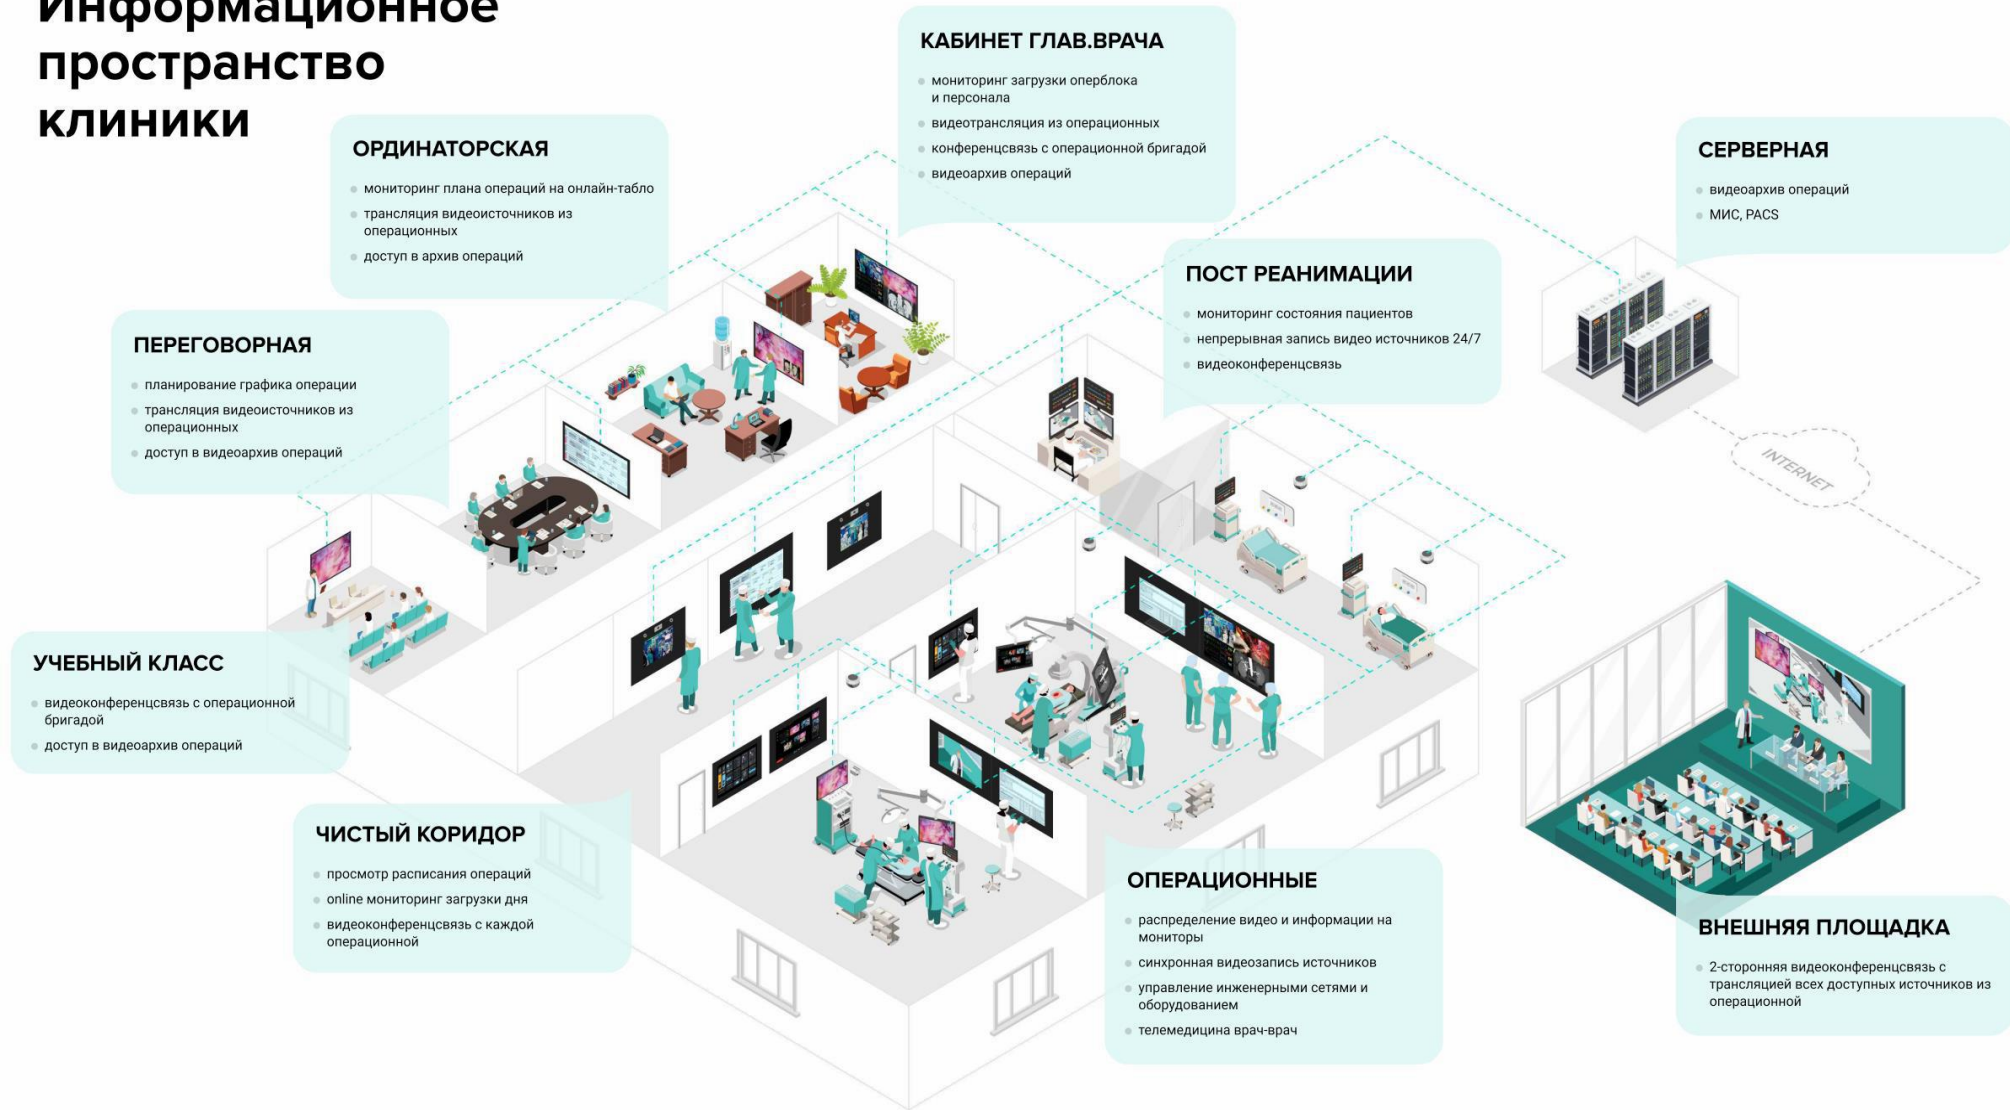 Информационное
пространство
клиники
КАБИНЕТ ГЛАВ.ВРАЧА
мониторинг загрузки оперблока
и персонала
видеотрансляция из операционных
конференцсвязь с операционной бригадой
видеоархив операций
ОРДИНАТОРСКАЯ
мониторинг плана операций на онлайн-табло
трансляция видеоисточников из
операционных
доступ в архив операций
СЕРВЕРНАЯ
видеоархив операций
МИС, PACS
ПОСТ РЕАНИМАЦИИ
мониторинг состояния пациентов
непрерывная запись видео источников 24/7
видеоконференцсвязь
ПЕРЕГОВОРНАЯ
планирование графика операции
трансляция видеоисточников из
операционных
доступ в видеоархив операций
INTERNET
УЧЕБНЫЙ КЛАСС
видеоконференцсвязь с операционной
бригадой
доступ в видеоархив операций
ЧИСТЫЙ КОРИДОР
просмотр расписания операций
online мониторинг загрузки дня
видеоконференцсвязь с каждой
операционной
ОПЕРАЦИОННЫЕ
распределение видео и информации на
мониторы
синхронная видеозапись источников
управление инженерными сетями и
оборудованием
телемедицина врач-врач
ВНЕШНЯЯ ПЛОЩАДКА
2-сторонняя видеоконференцсвязь с
трансляцией всех доступных источников из
операционной